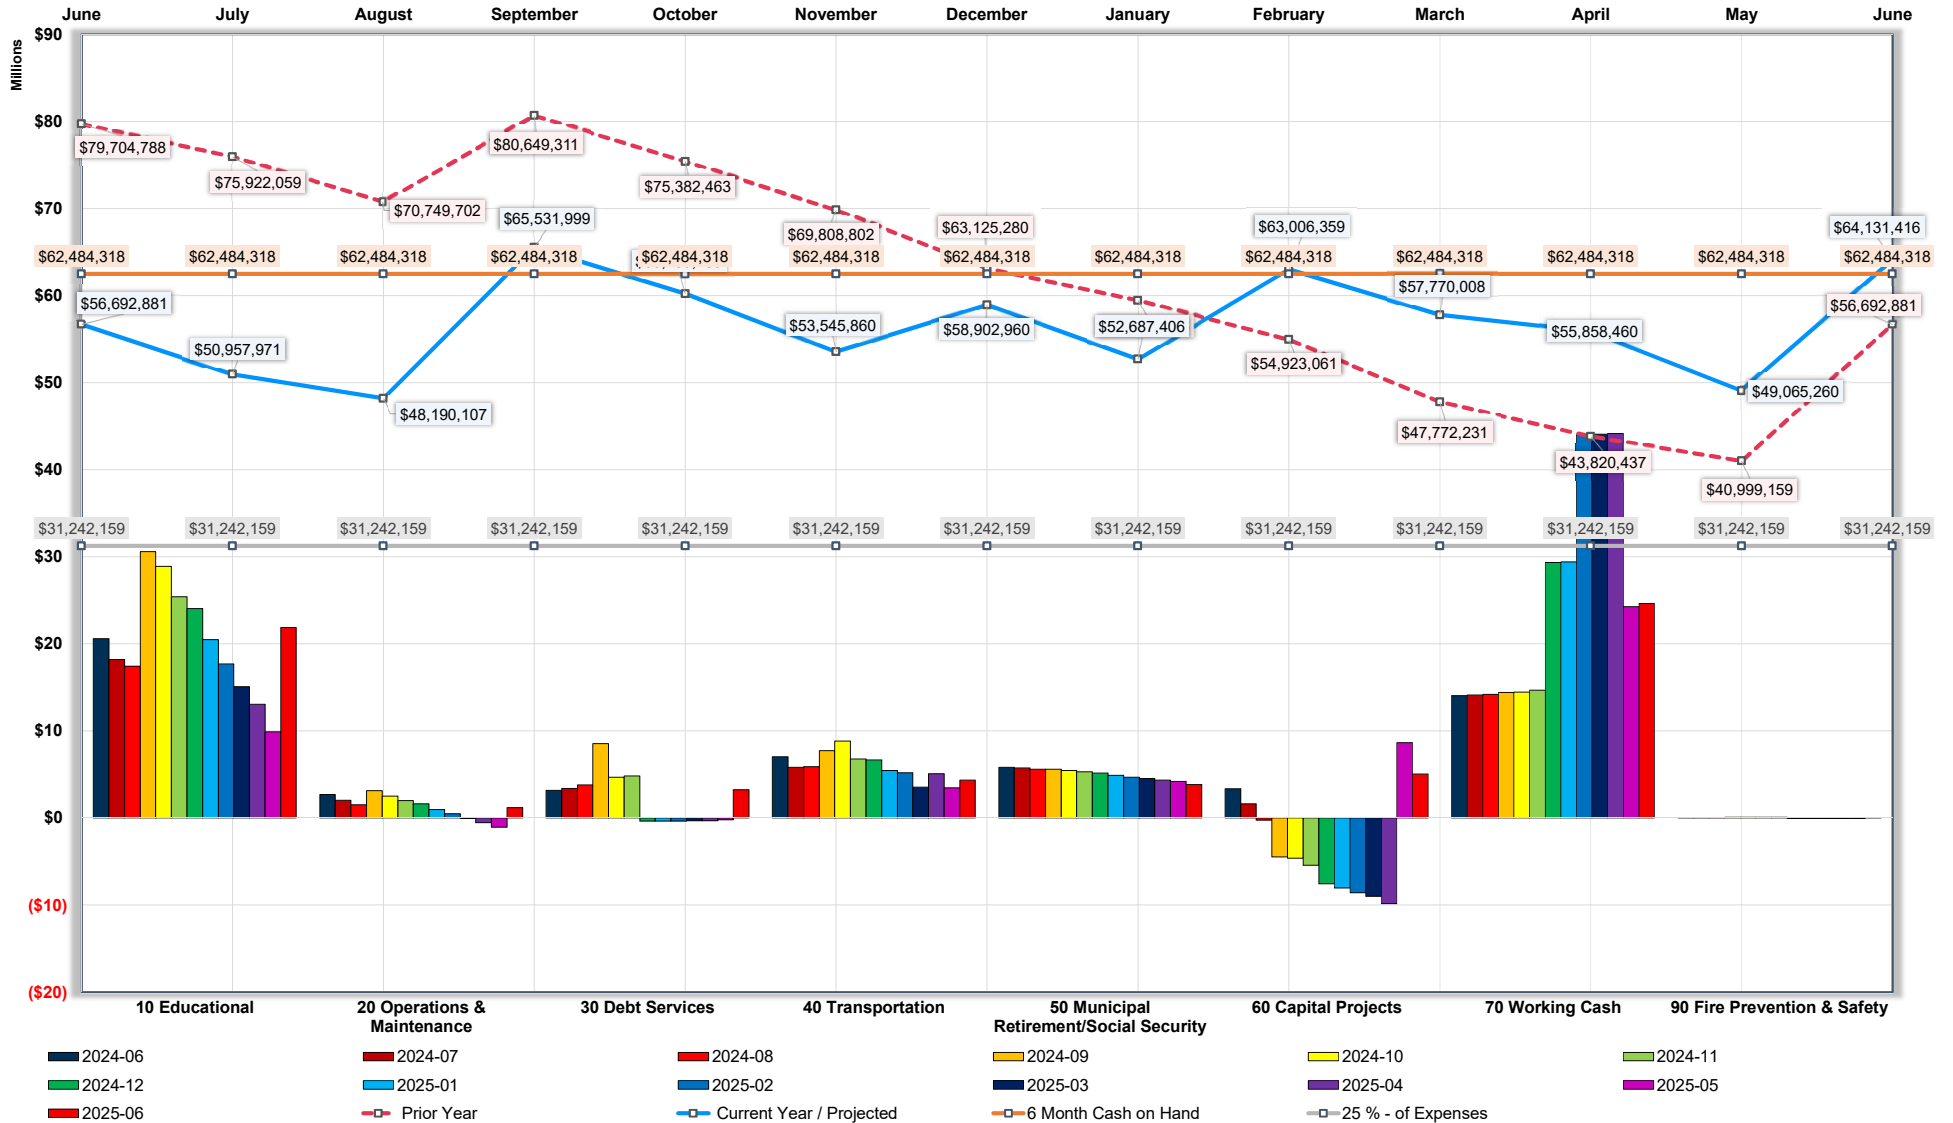 June July August September October November December January February March April May June
Millions
$90
$80
$70
$60
$50
$40
$30
$20
$10
$0
($10)
($20)
$79,704,788
$75,922,059
$70,749,702
$80,649,311
$75,382,463
$69,808,802
$63,125,280
$54,923,061
$47,772,231
$43,820,437
$40,999,159
$56,692,881
$56,692,881
$50,957,971
$48,190,107
$65,531,999
$53,545,860
$58,902,960
$52,687,406
$63,006,359
$57,770,008
$55,858,460
$49,065,260
$64,131,416
$62,484,318 $62,484,318 $62,484,318 $62,484,318 $62,484,318 $62,484,318 $62,484,318 $62,484,318 $62,484,318 $62,484,318 $62,484,318 $62,484,318 $62,484,318
$31,242,159 $31,242,159 $31,242,159 $31,242,159 $31,242,159 $31,242,159 $31,242,159 $31,242,159 $31,242,159 $31,242,159 $31,242,159 $31,242,159 $31,242,159
10 Educational
20 Operations &
Maintenance
30 Debt Services
40 Transportation
50 Municipal
Retirement/Social Security
60 Capital Projects
70 Working Cash
90 Fire Prevention & Safety
2024-06 2024-07 2024-08 2024-09 2024-10 2024-11
2024-12 2025-01 2025-02 2025-03 2025-04 2025-05
2025-06 Prior Year Current Year / Projected 6 Month Cash on Hand 25 % - of Expenses